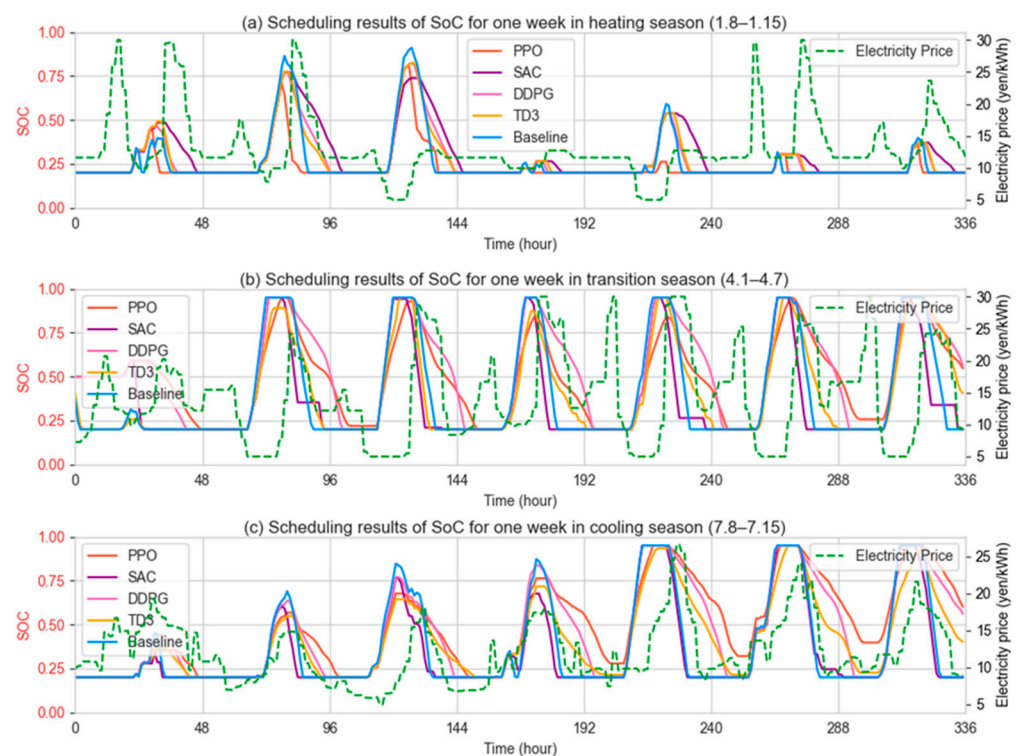 (a) Scheduling results of SoC for one week in heating season (1.8–1.15)
1.00
0.75
0.50
0.25
0.00
SOC
PPO
SAC
DDPG
TD3
Baseline
Electricity Price
30
25
20
15
10
5
Electricity price (yen/kWh)
0 48 96 144 192 240 288 336
Time (hour)
(b) Scheduling results of SoC for one week in transition season (4.1–4.7)
1.00
0.75
0.50
0.25
0.00
SOC
PPO
SAC
DDPG
TD3
Baseline
Electricity Price
30
25
20
15
10
5
Electricity price (yen/kWh)
0 48 96 144 192 240 288 336
Time (hour)
(c) Scheduling results of SoC for one week in cooling season (7.8–7.15)
1.00
0.75
0.50
0.25
0.00
SOC
PPO
SAC
DDPG
TD3
Baseline
Electricity Price
25
20
15
10
5
Electricity price (yen/kWh)
0 48 96 144 192 240 288 336
Time (hour)